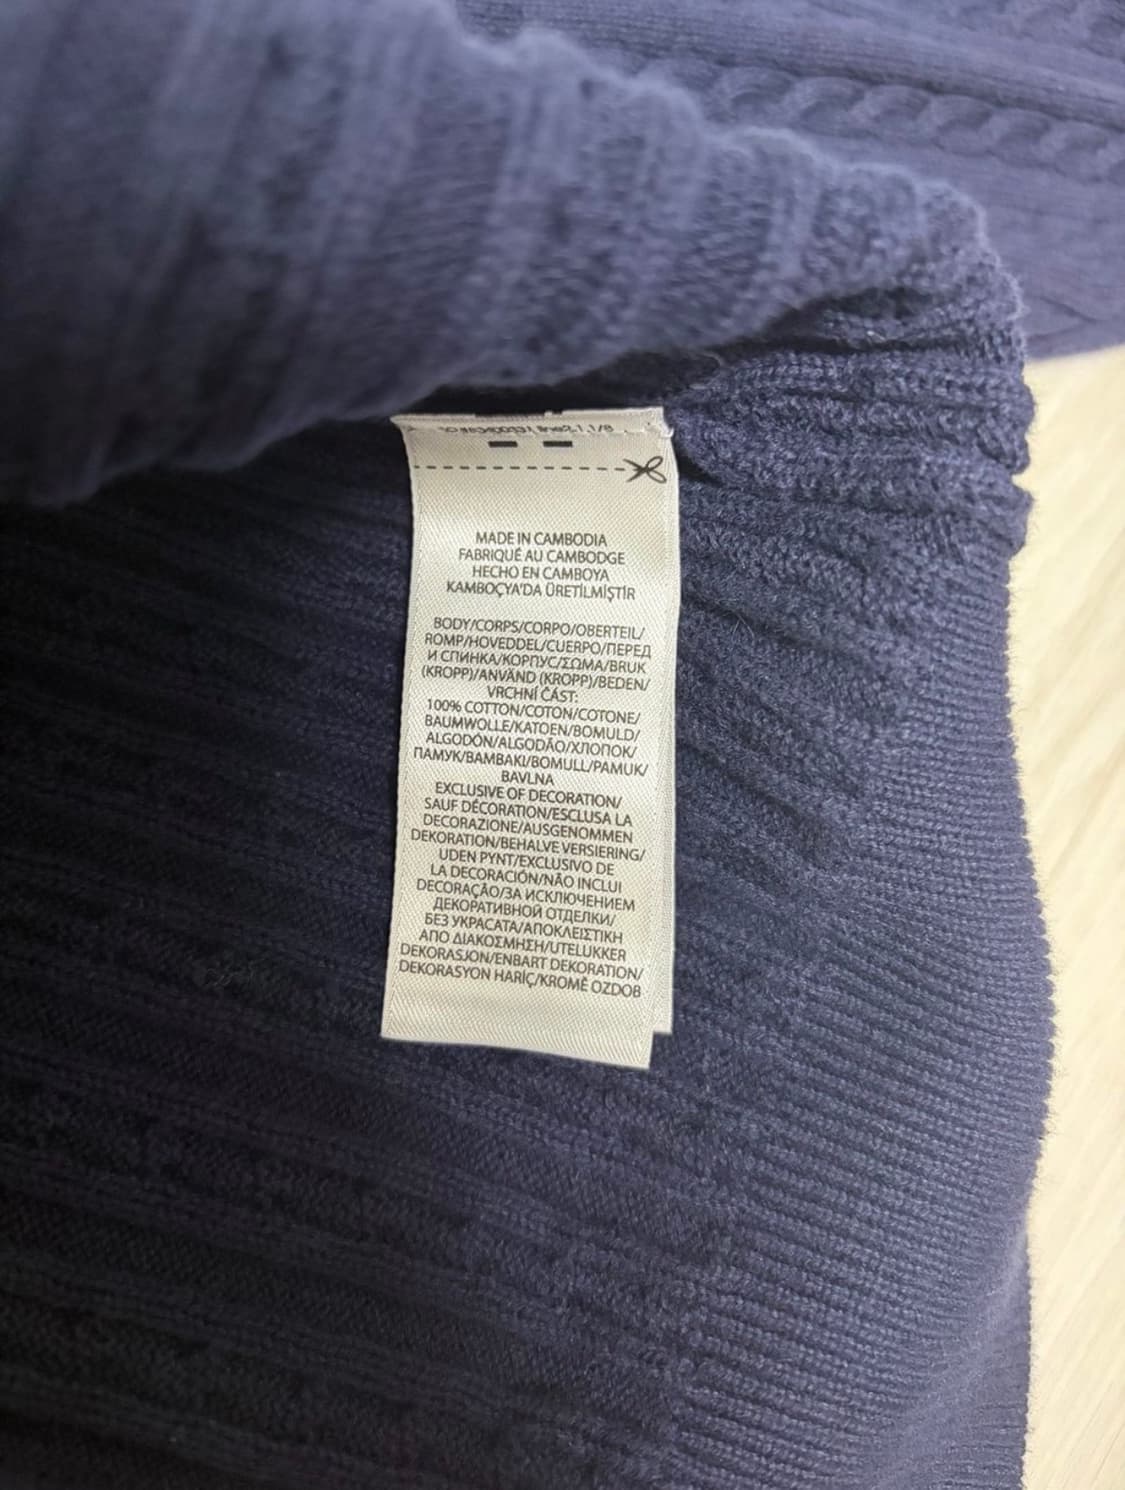 MADE IN CAMBODIA
FABRIQUÉ AU CAMBODGE
HECHO EN CAMBOYA
KAMBOÇYA'DA ÜRETİLMİŞTİR
BODY/CORPS/CORPO/OBERTEIL/
ROMP/HOVEDDEL/CUERPO/ПЕРЕД
И СПИНКА/КОРПУС/ΣΩΜΑ/BRUK
(KROPP)/ANVÄND (KROPP)/BEDEN/
VRCHNÍ ČÁST:
100% COTTON/COTON/COTONE/
BAUMWOLLE/KATOEN/BOMULD/
ALGODÓN/ALGODÃO/ХЛОПОК/
ПАМУК/ΒΑΜΒΑΚΙ/BOMULL/PAMUK/
BAVLNA
EXCLUSIVE OF DECORATION/
SAUF DÉCORATION/ESCLUSA LA
DECORAZIONE/AUSGENOMMEN
DEKORATION/BEHALVE VERSIERING/
UDEN PYNT/EXCLUSIVO DE
LA DECORACIÓN/NÃO INCLUI
DECORAÇÃO/ЗА ИСКЛЮЧЕНИЕМ
ДЕКОРАТИВНОЙ ОТДЕЛКИ/
БЕЗ УКРАСАТА/ΑΠΟΚΛΕΙΣΤΙΚΗ
ΑΠΟ ΔΙΑΚΟΣΜΗΣΗ/UTELUKKER
DEKORASJON/ENBART DEKORATION/
DEKORASYON HARİÇ/KROMĚ OZDOB